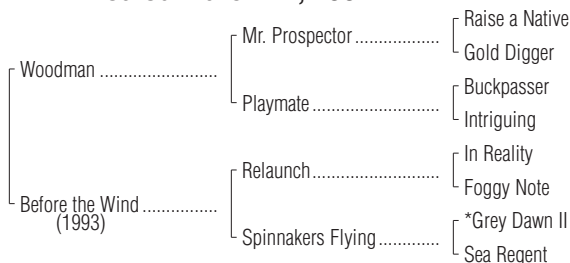 Raise a Native
Mr. Prospector
Gold Digger
Woodman
Buckpasser
Playmate
Intriguing
In Reality
Relaunch
Foggy Note
Before the Wind
(1993)
*Grey Dawn II
Spinnakers Flying
Sea Regent